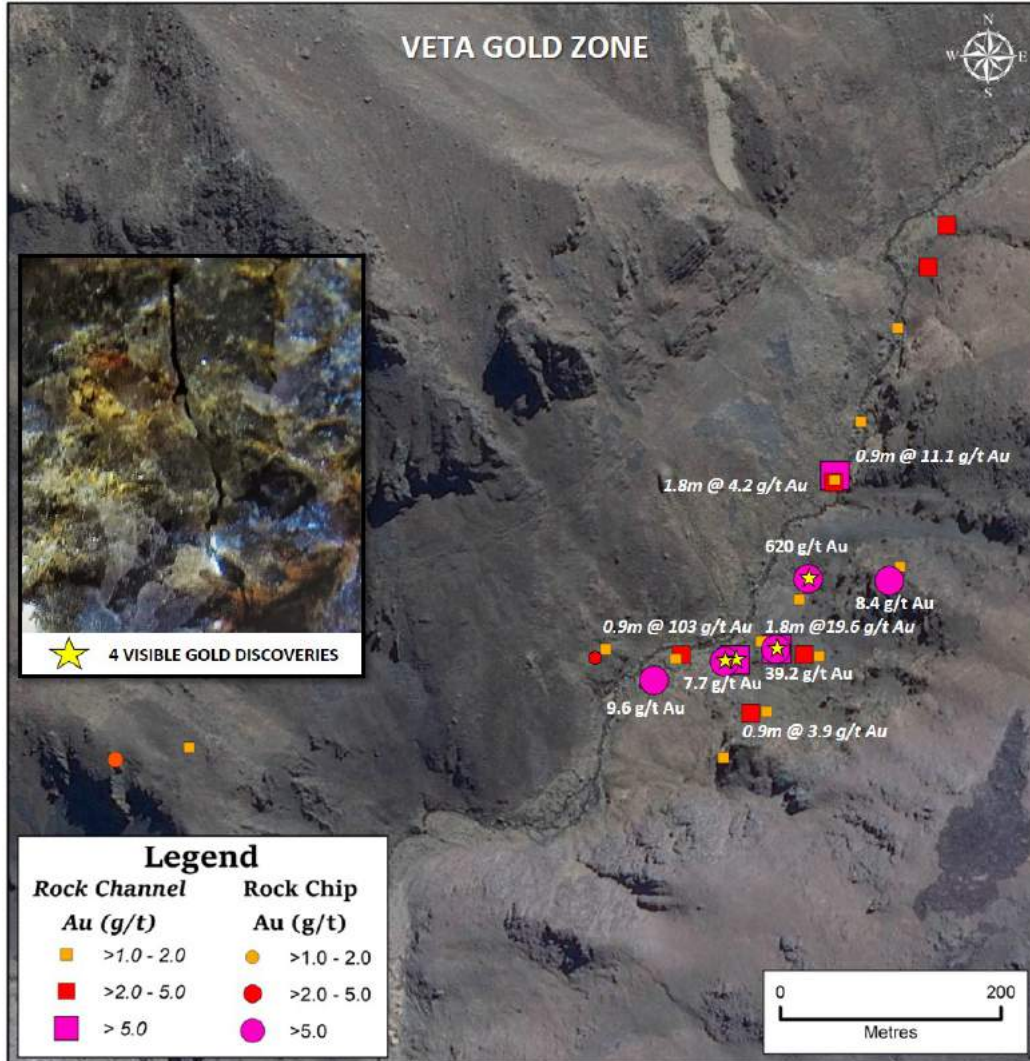 VETA GOLD ZONE
N
W E
S
0.9m @ 11.1 g/t Au
1.8m @ 4.2 g/t Au
620 g/t Au
8.4 g/t Au
0.9m @ 103 g/t Au
1.8m @19.6 g/t Au
7.7 g/t Au
39.2 g/t Au
9.6 g/t Au
0.9m @ 3.9 g/t Au
4 VISIBLE GOLD DISCOVERIES
Legend
Rock Channel Rock Chip
Au (g/t) Au (g/t)
>1.0 - 2.0 >1.0 - 2.0
>2.0 - 5.0 >2.0 - 5.0
> 5.0 >5.0
0 200
Metres